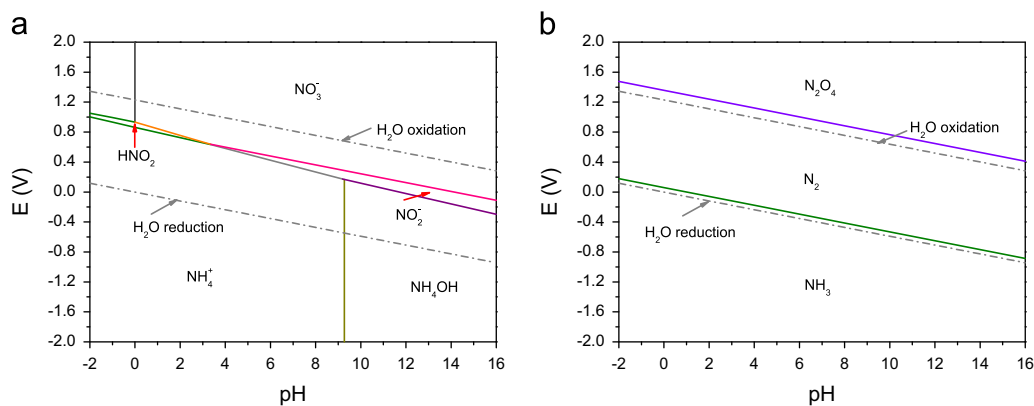 a
2.0
1.6
1.2
0.8
0.4
0.0
-0.4
-0.8
-1.2
-1.6
-2.0
E (V)
-2 0 2 4 6 8 10 12 14 16
pH
NO₃⁻
H₂O oxidation
HNO₂
NO₂⁻
H₂O reduction
NH₄⁺
NH₄OH
b
2.0
1.6
1.2
0.8
0.4
0.0
-0.4
-0.8
-1.2
-1.6
-2.0
E (V)
-2 0 2 4 6 8 10 12 14 16
pH
N₂O₄
H₂O oxidation
N₂
H₂O reduction
NH₃